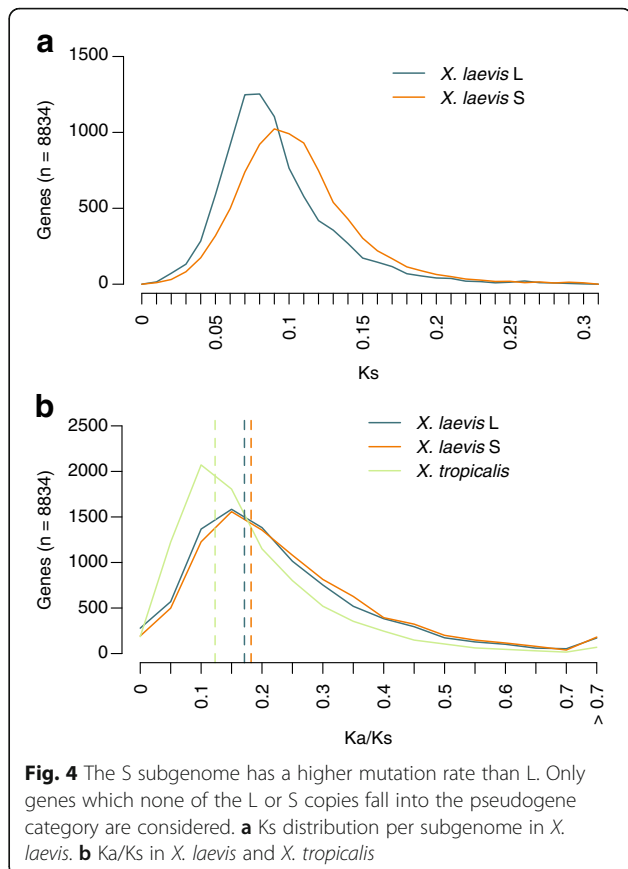 a
1500
1000
500
0
Genes (n = 8834)
X. laevis L
X. laevis S
0
0.05
0.1
0.15
0.2
0.25
0.3
Ks
b
2500
2000
1500
1000
500
0
Genes (n = 8834)
X. laevis L
X. laevis S
X. tropicalis
0
0.1
0.2
0.3
0.4
0.5
0.6
0.7
> 0.7
Ka/Ks
Fig. 4 The S subgenome has a higher mutation rate than L. Only
genes which none of the L or S copies fall into the pseudogene
category are considered. a Ks distribution per subgenome in X.
laevis. b Ka/Ks in X. laevis and X. tropicalis